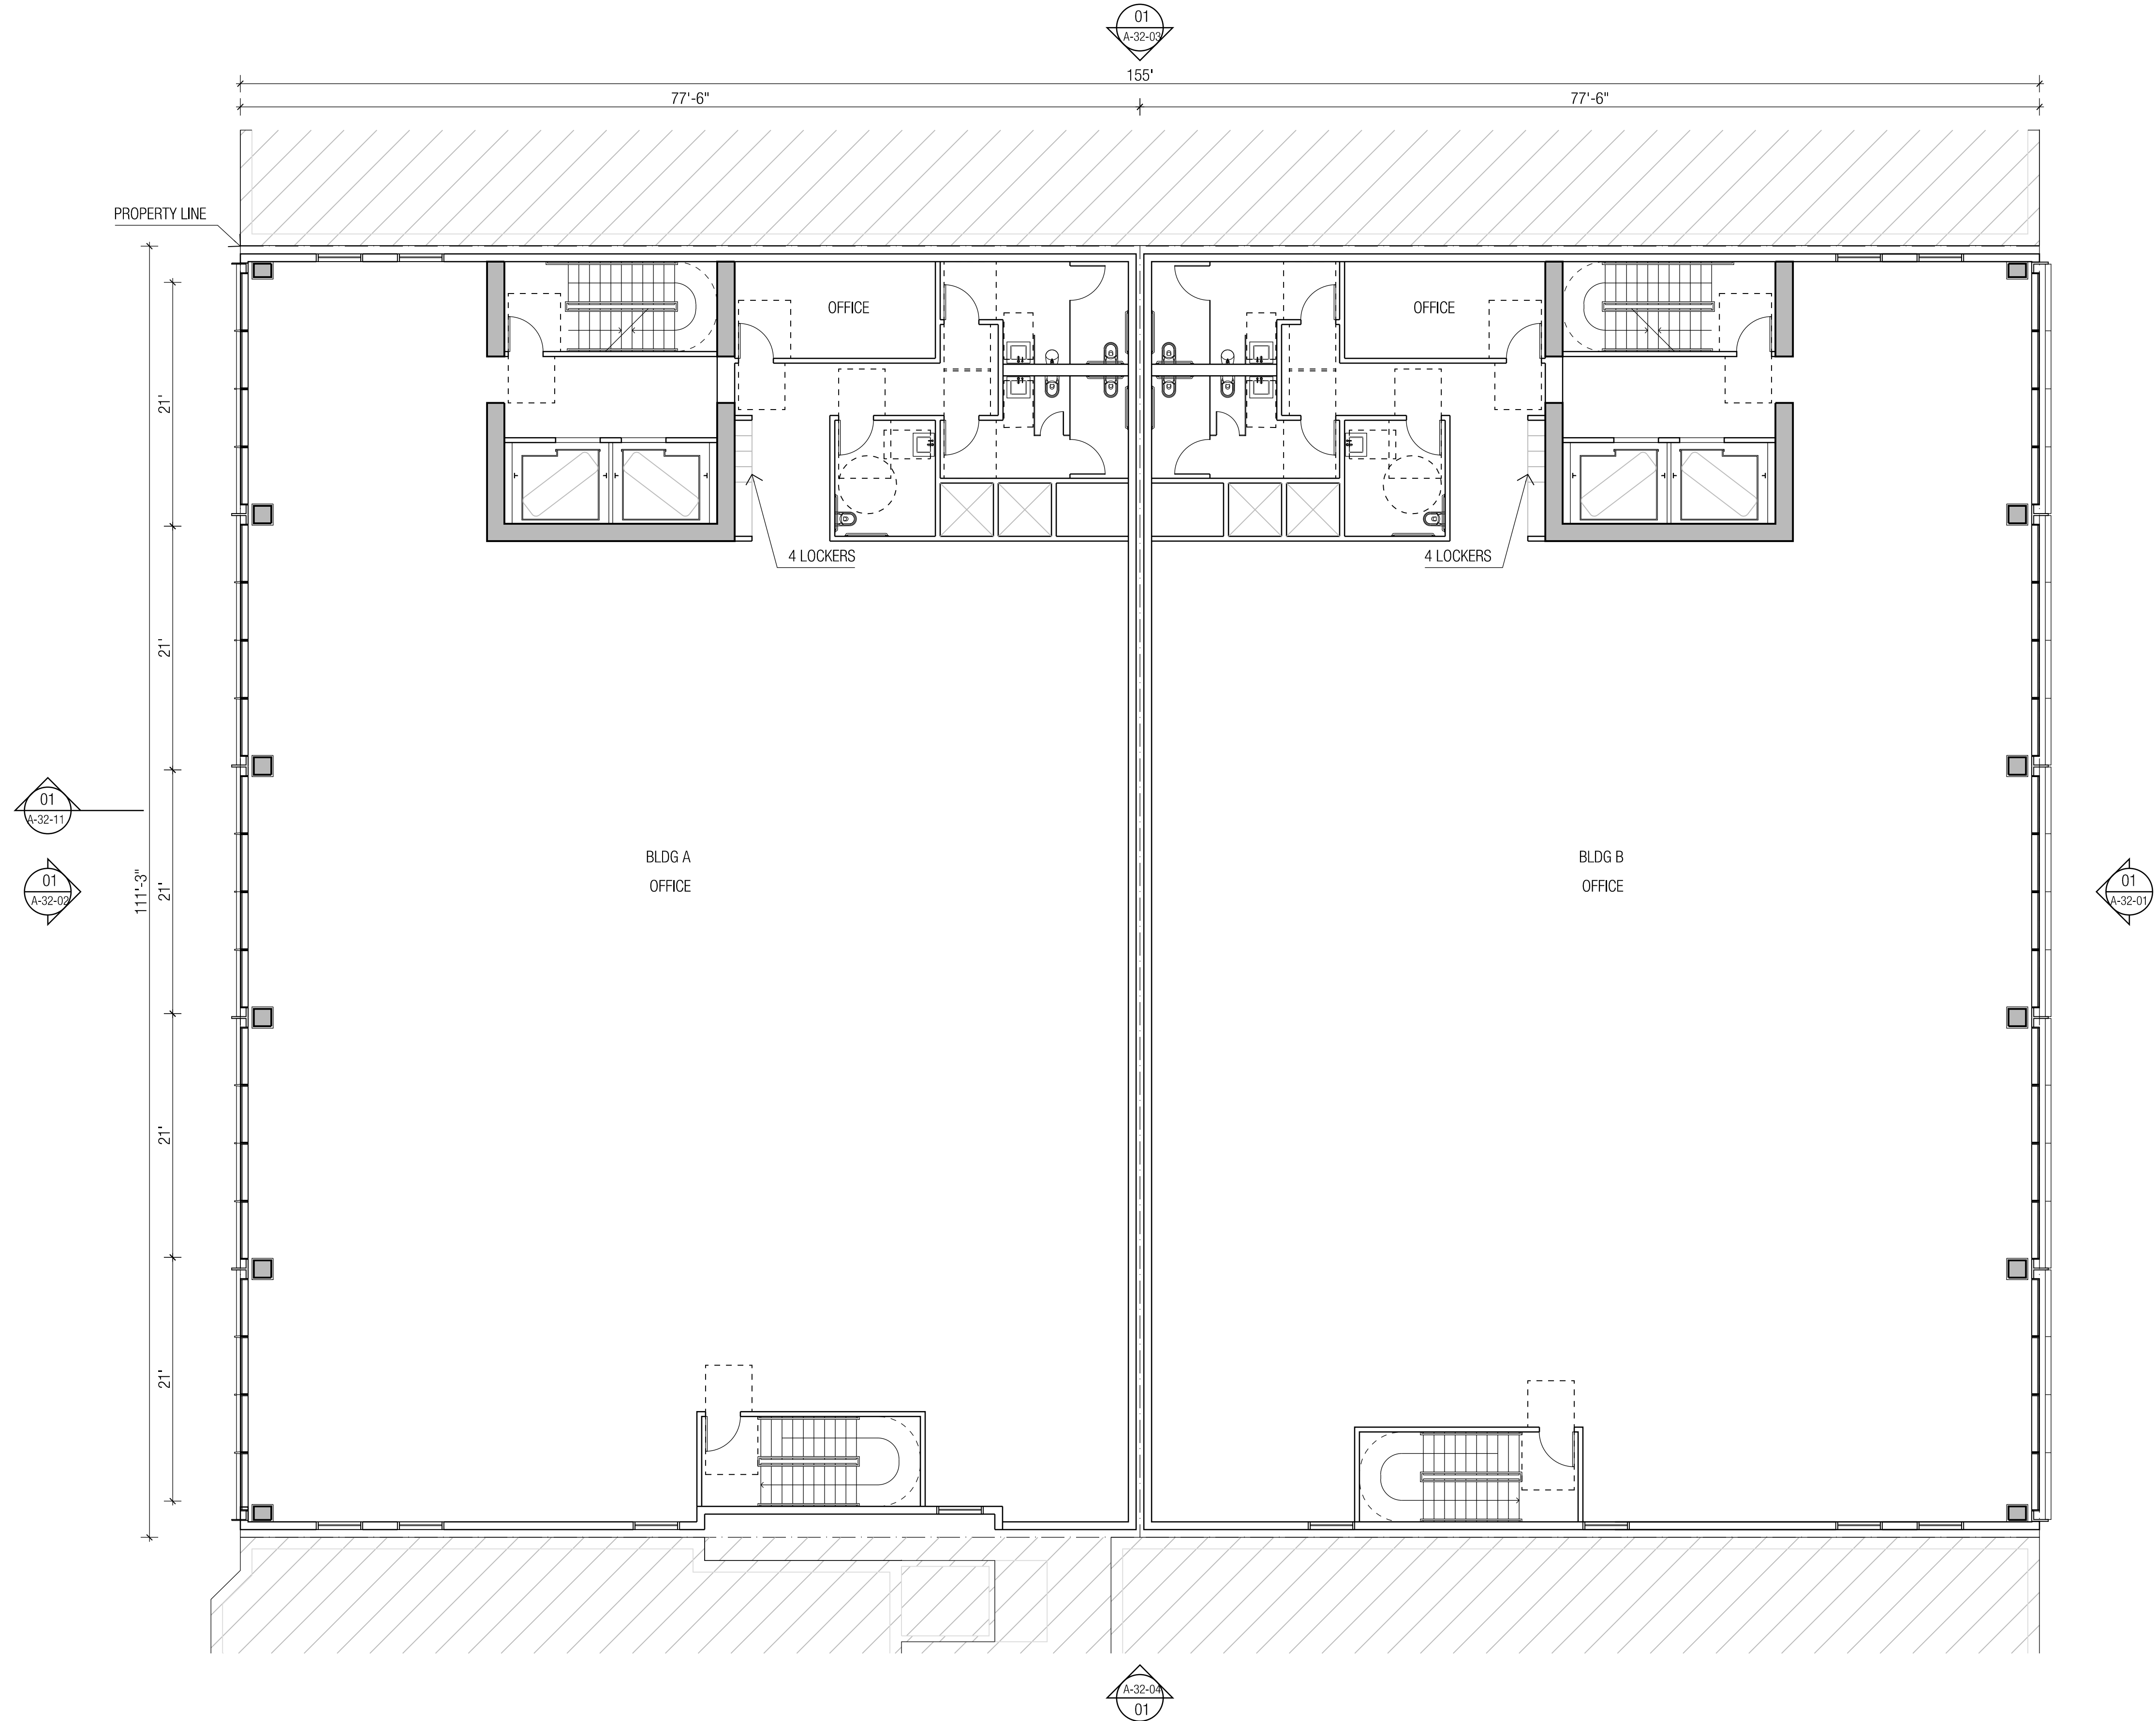 01
A-32-03
155'
77'-6"
77'-6"
PROPERTY LINE
OFFICE
OFFICE
21'
4 LOCKERS
4 LOCKERS
21'
01
A-32-11
BLDG A
OFFICE
BLDG B
OFFICE
01
A-32-02
111'-3"
21'
01
A-32-01
21'
21'
A-32-04
01